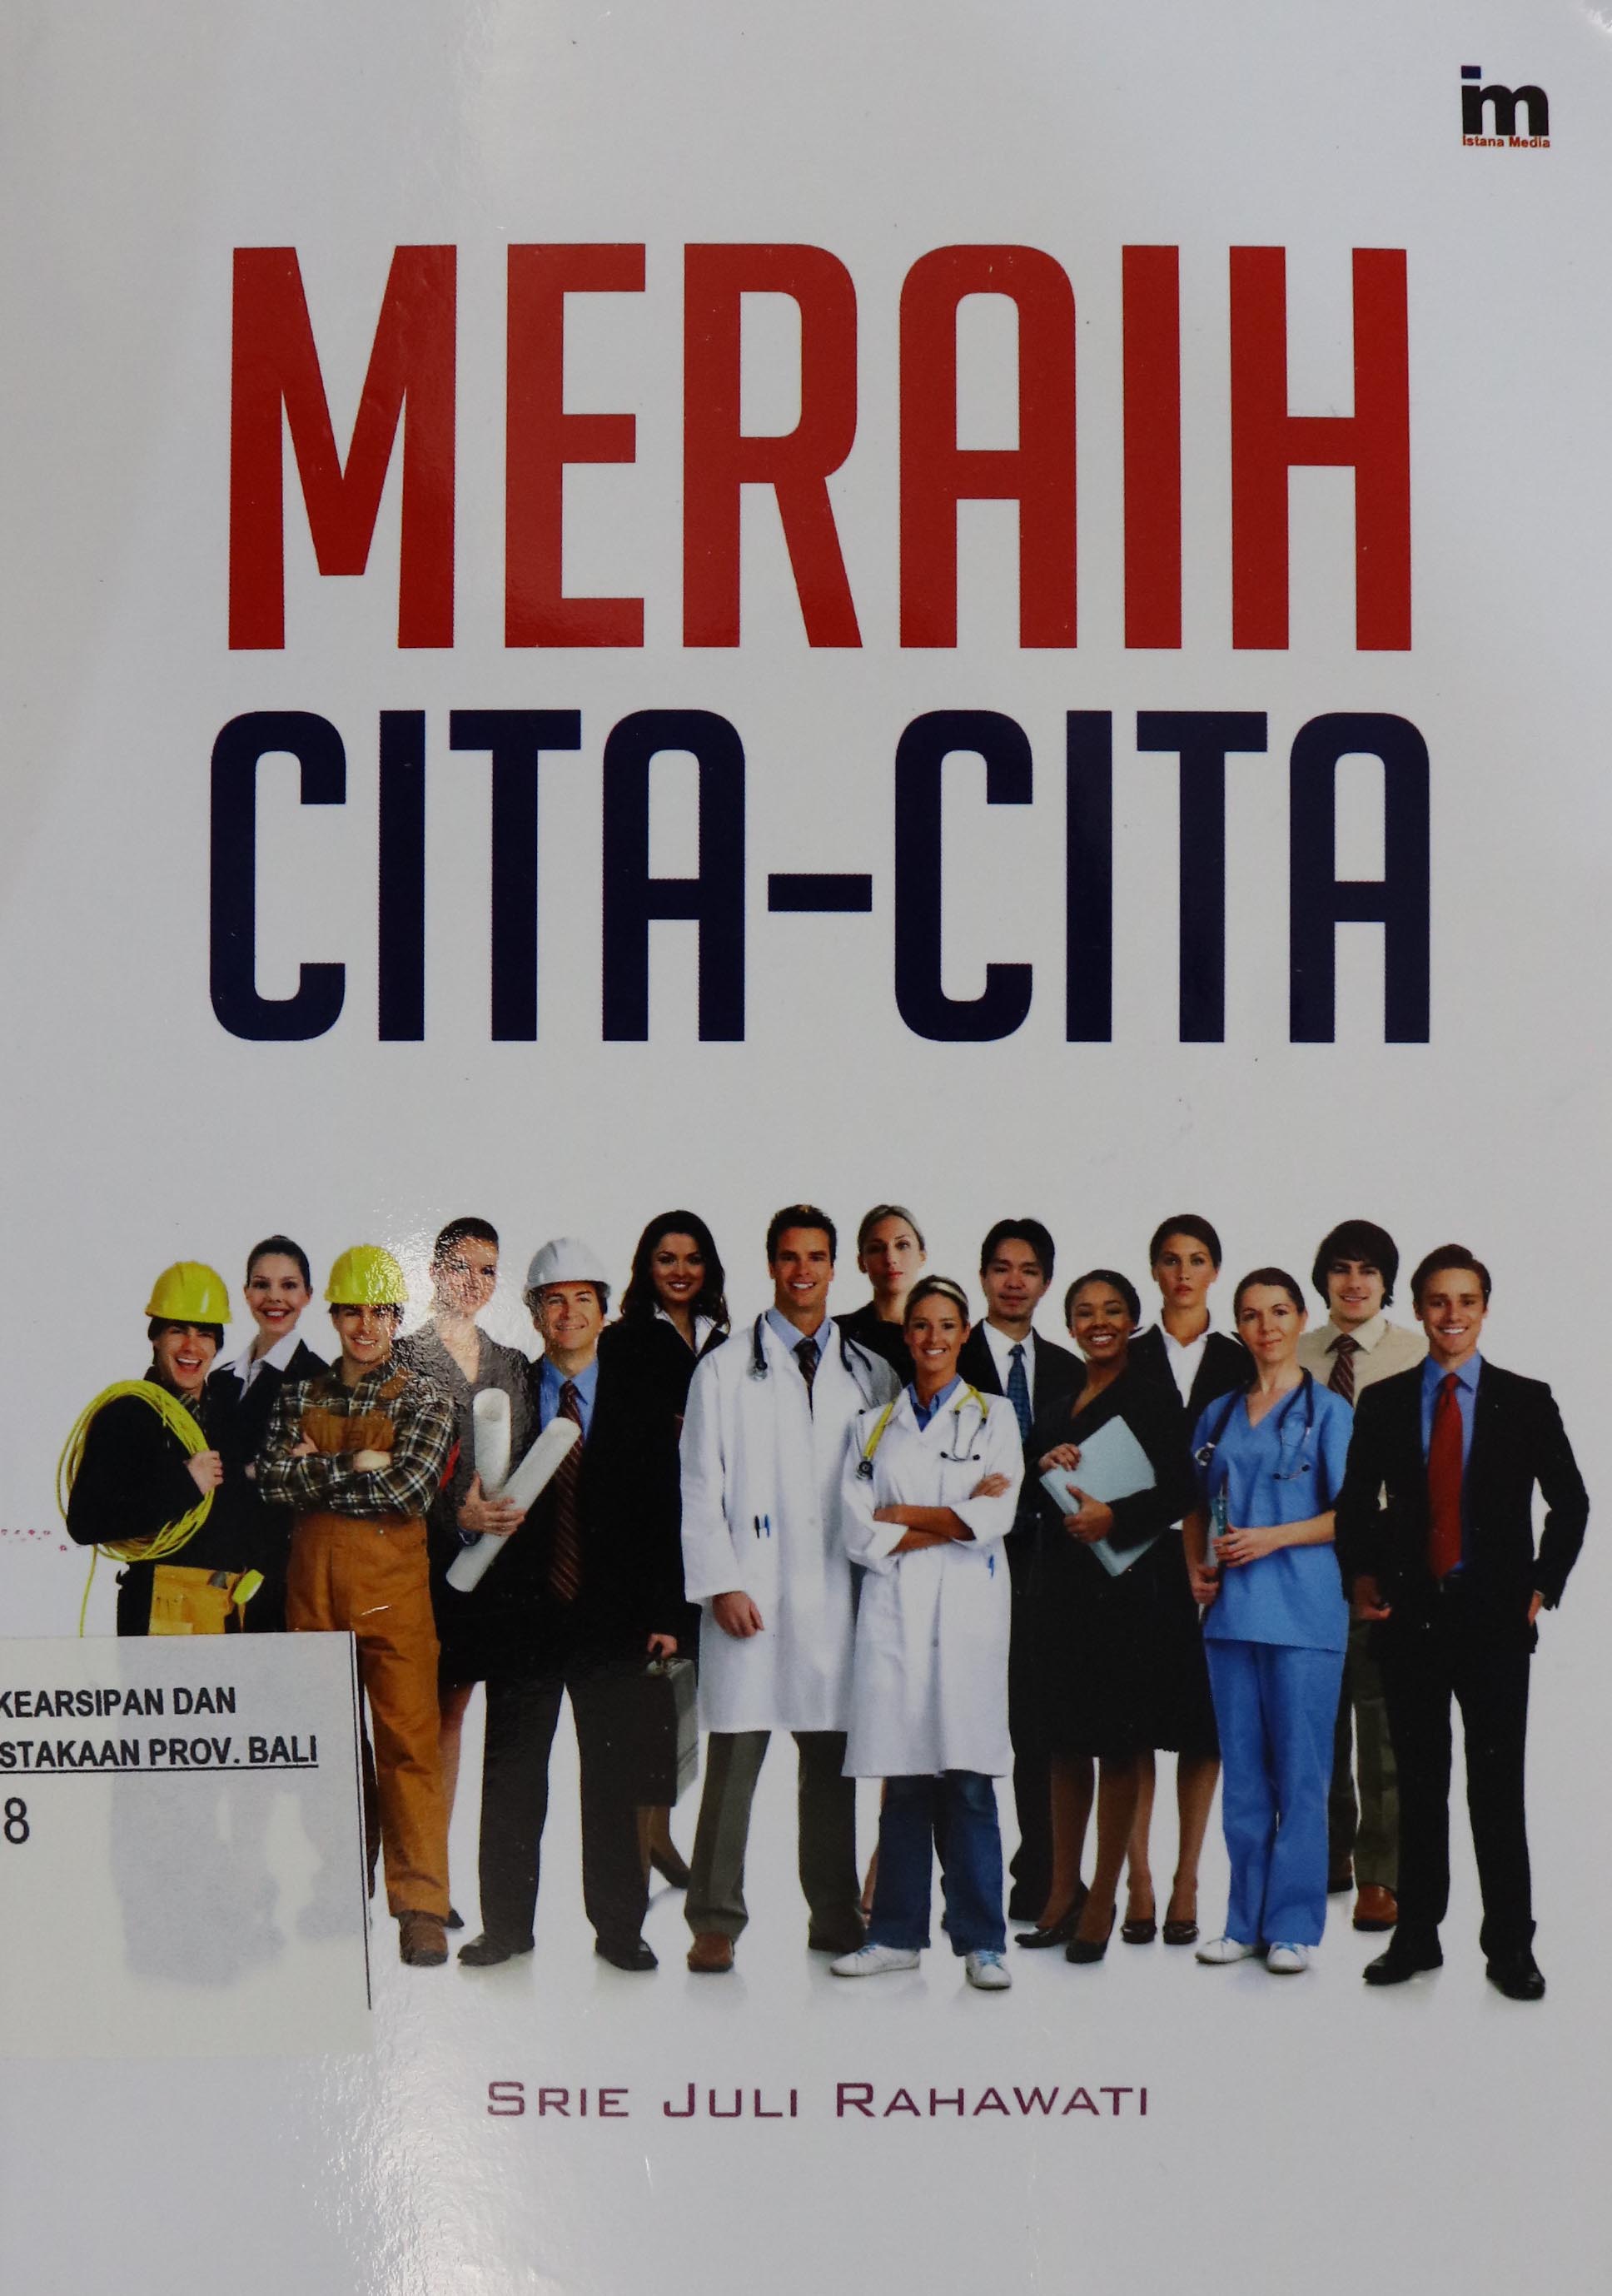 im
Istana Media
MERAIH
CITA-CITA
KEARSIPAN DAN
STAKAAN PROV. BALI
8
SRIE JULI RAHAWATI